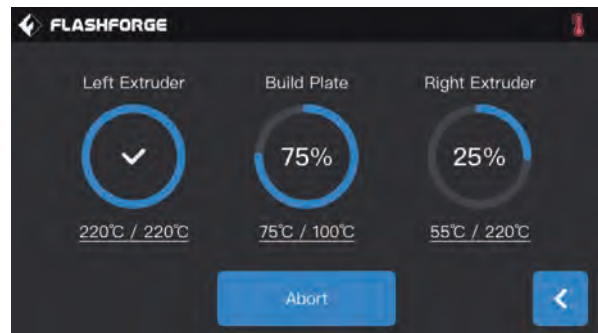 FLASHFORGE
Left Extruder Build Plate Right Extruder
75% 25%
220℃ / 220℃ 75℃ / 100℃ 55℃ / 220℃
Abort